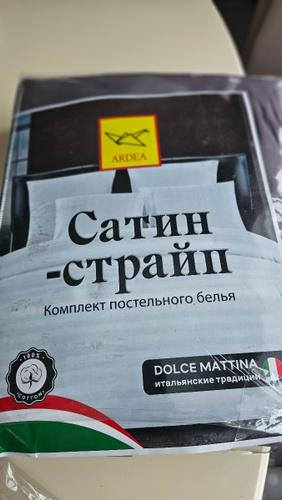 ARDEA
Сатин
-страйп
Комплект постельного белья
100%
COTTON
DOLCE MATTINA
итальянские традиции